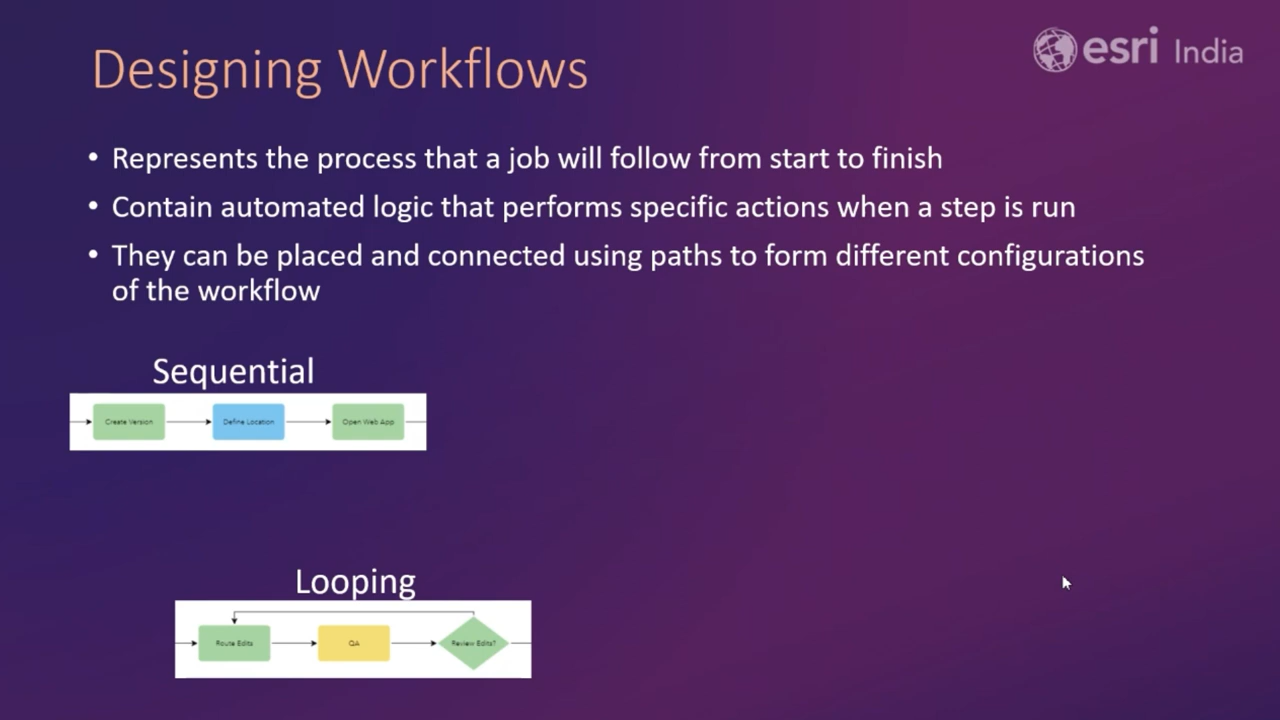 Designing Workflows
esri India
• Represents the process that a job will follow from start to finish
• Contain automated logic that performs specific actions when a step is run
• They can be placed and connected using paths to form different configurations
of the workflow
Sequential
Create Version
Define Location
Open Web App
Looping
Route Edits
QA
Review Edits?